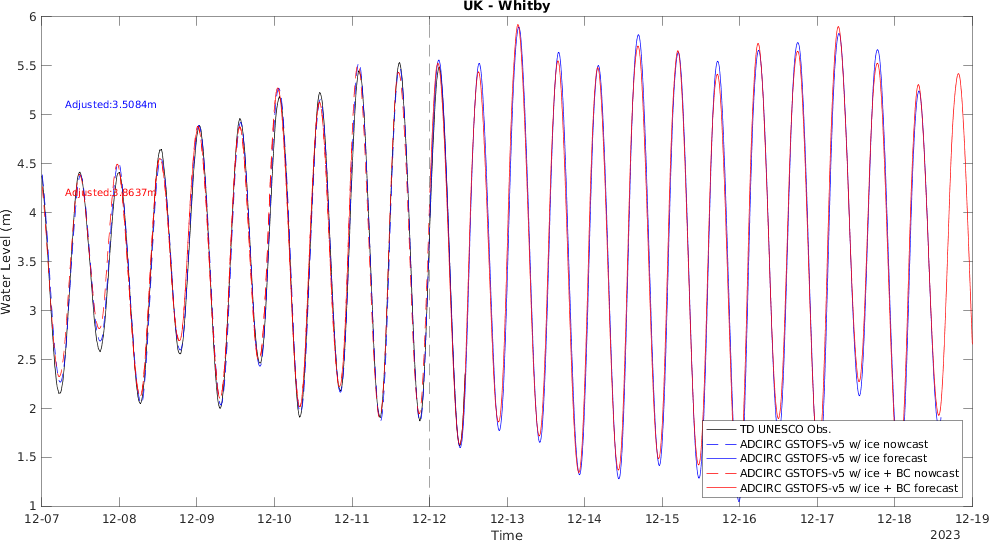 UK - Whitby
6
5.5
5
4.5
4
3.5
3
2.5
2
1.5
1
Water Level (m)
Adjusted:3.5084m
Adjusted:3.8637m
TD UNESCO Obs.
ADCIRC GSTOFS-v5 w/ ice nowcast
ADCIRC GSTOFS-v5 w/ ice forecast
ADCIRC GSTOFS-v5 w/ ice + BC nowcast
ADCIRC GSTOFS-v5 w/ ice + BC forecast
12-07 12-08 12-09 12-10 12-11 12-12 12-13 12-14 12-15 12-16 12-17 12-18 12-19
Time
2023